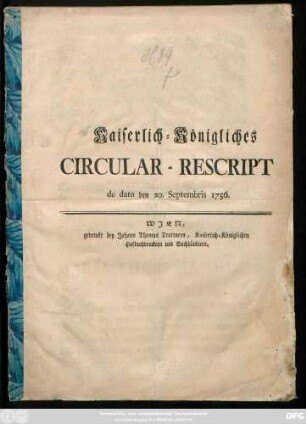 Kaiserlich-Königliches
CIRCULAR - RESCRIPT
de dato den 20. Septembris 1756.
WIEN,
gedruckt bey Johann Thomas Trattnern, Kaiserlich-Königlichen
Hofbuchdruckern und Buchhändlern.